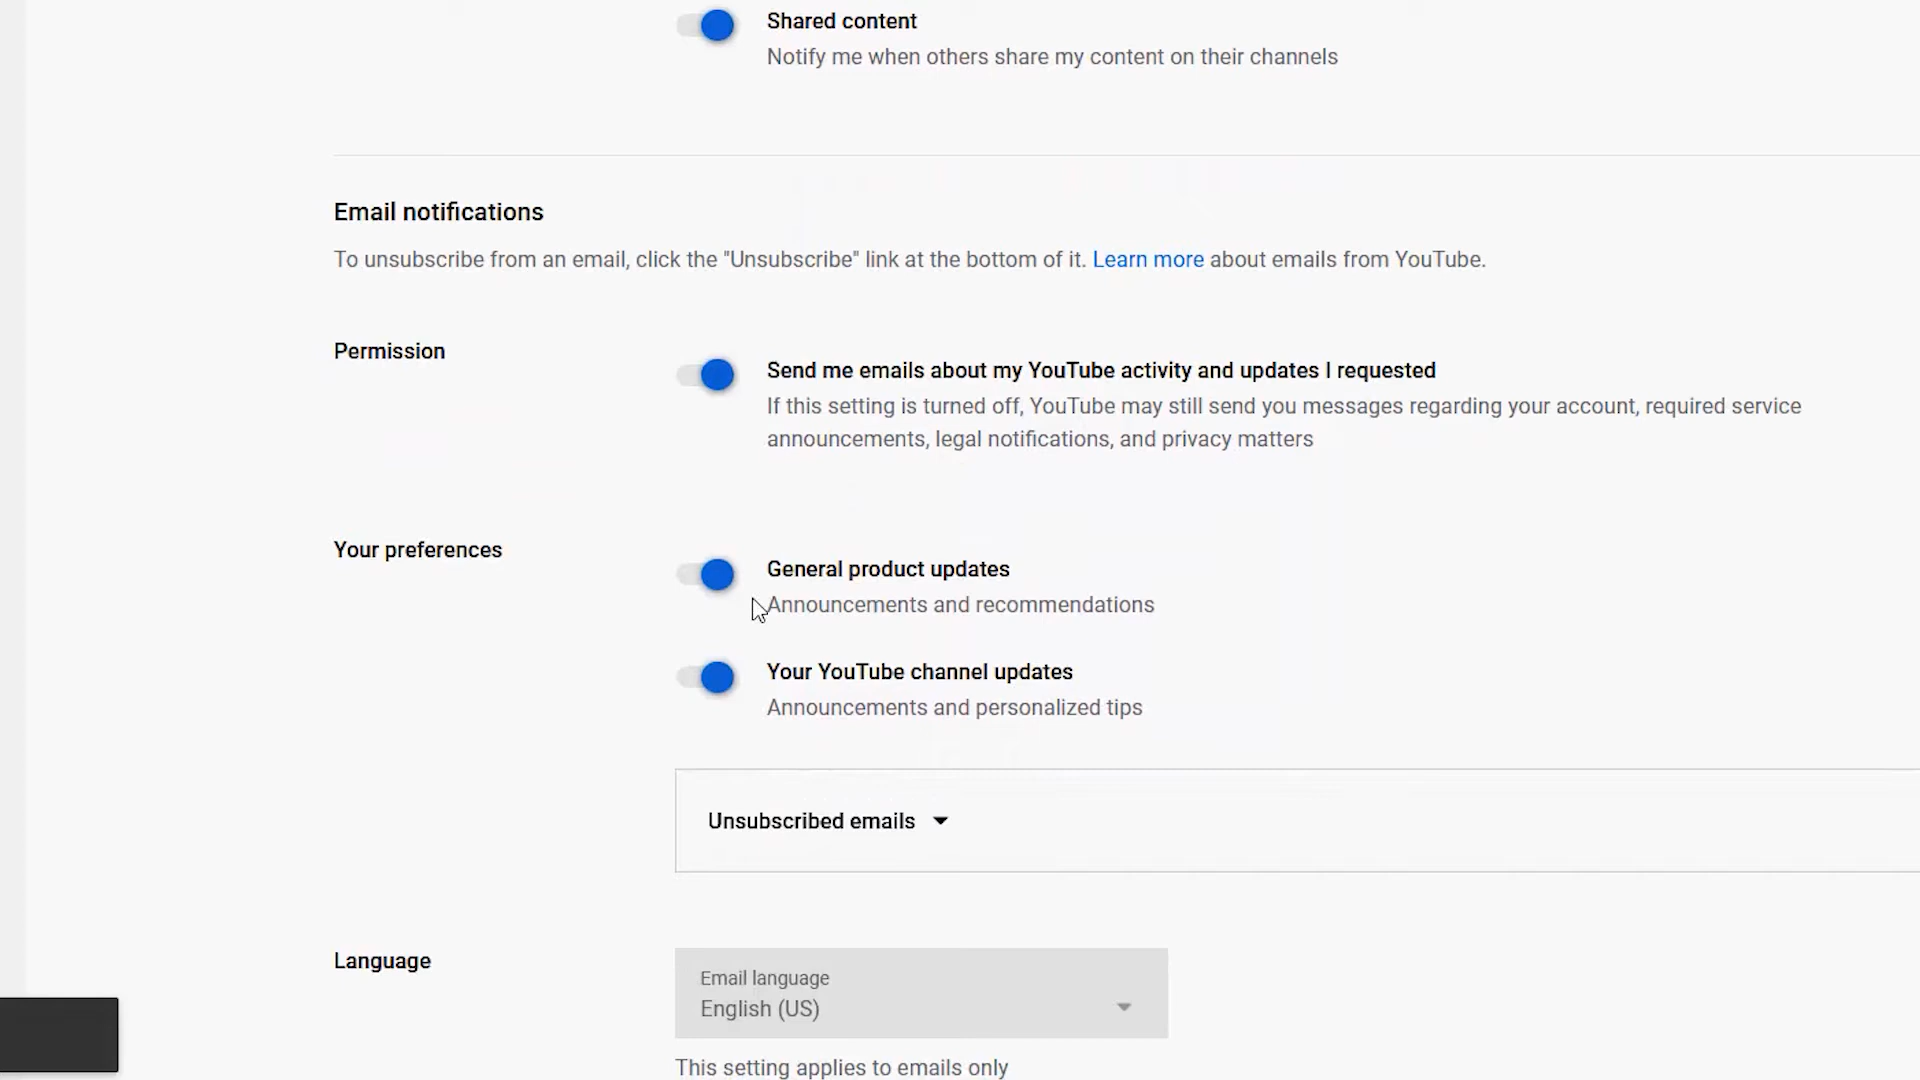 Shared content
Notify me when others share my content on their channels
Email notifications
To unsubscribe from an email, click the "Unsubscribe" link at the bottom of it. Learn more about emails from YouTube.
Permission
Send me emails about my YouTube activity and updates I requested
If this setting is turned off, YouTube may still send you messages regarding your account, required service
announcements, legal notifications, and privacy matters
Your preferences
General product updates
Announcements and recommendations
Your YouTube channel updates
Announcements and personalized tips
Unsubscribed emails
Language
Email language
English (US)
This setting applies to emails only